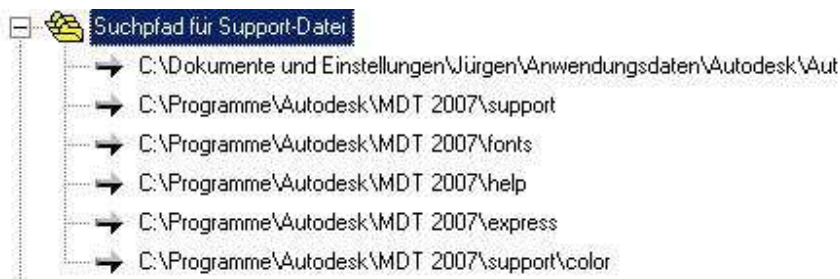 Suchpfad für Support-Datei
C:\Dokumente und Einstellungen\Jürgen\Anwendungsdaten\Autodesk\Aut
C:\Programme\Autodesk\MDT 2007\support
C:\Programme\Autodesk\MDT 2007\fonts
C:\Programme\Autodesk\MDT 2007\help
C:\Programme\Autodesk\MDT 2007\express
C:\Programme\Autodesk\MDT 2007\support\color